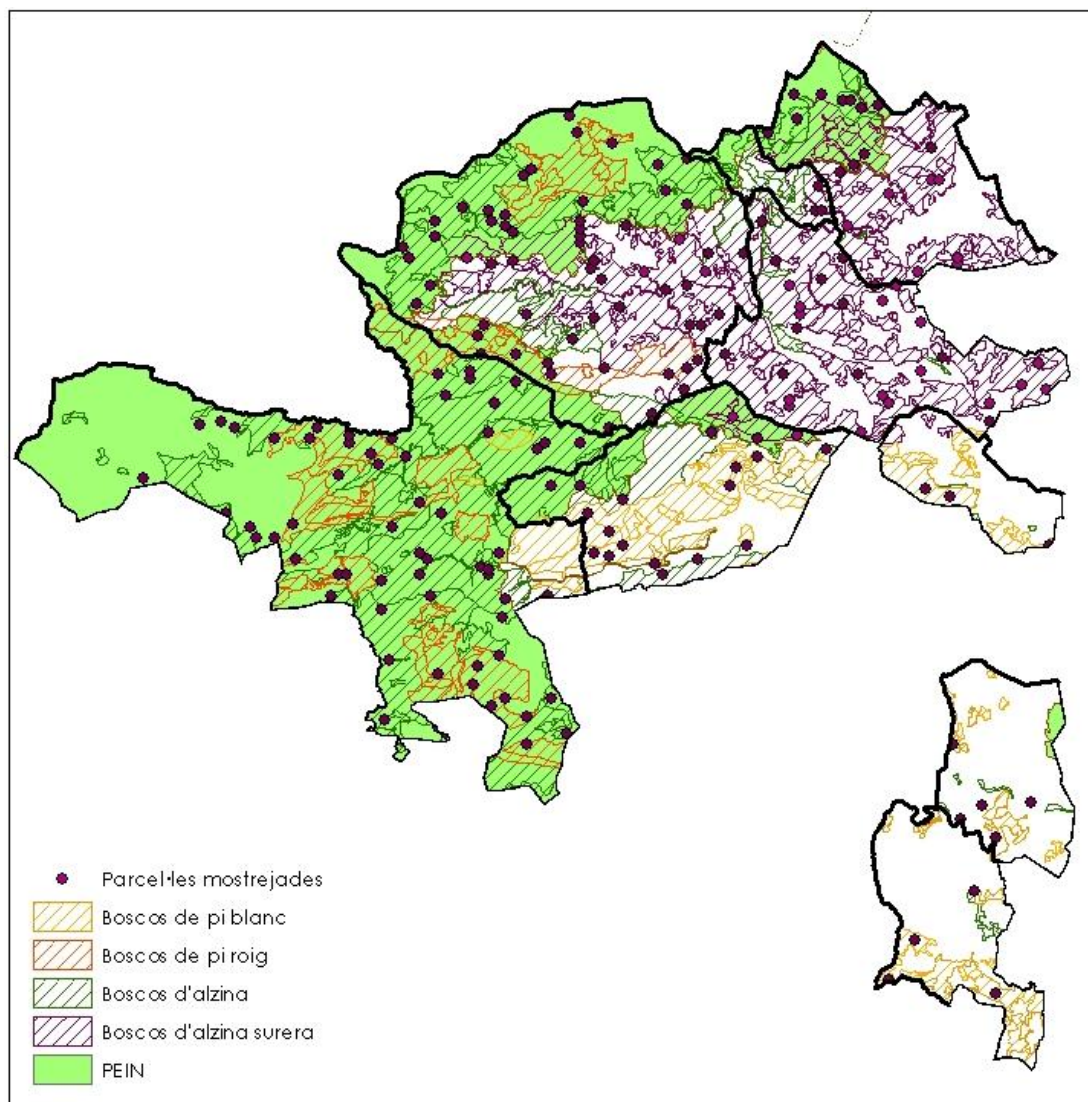 Parcel·les mostrejades
Boscos de pi blanc
Boscos de pi roig
Boscos d'alzina
Boscos d'alzina surera
PEIN